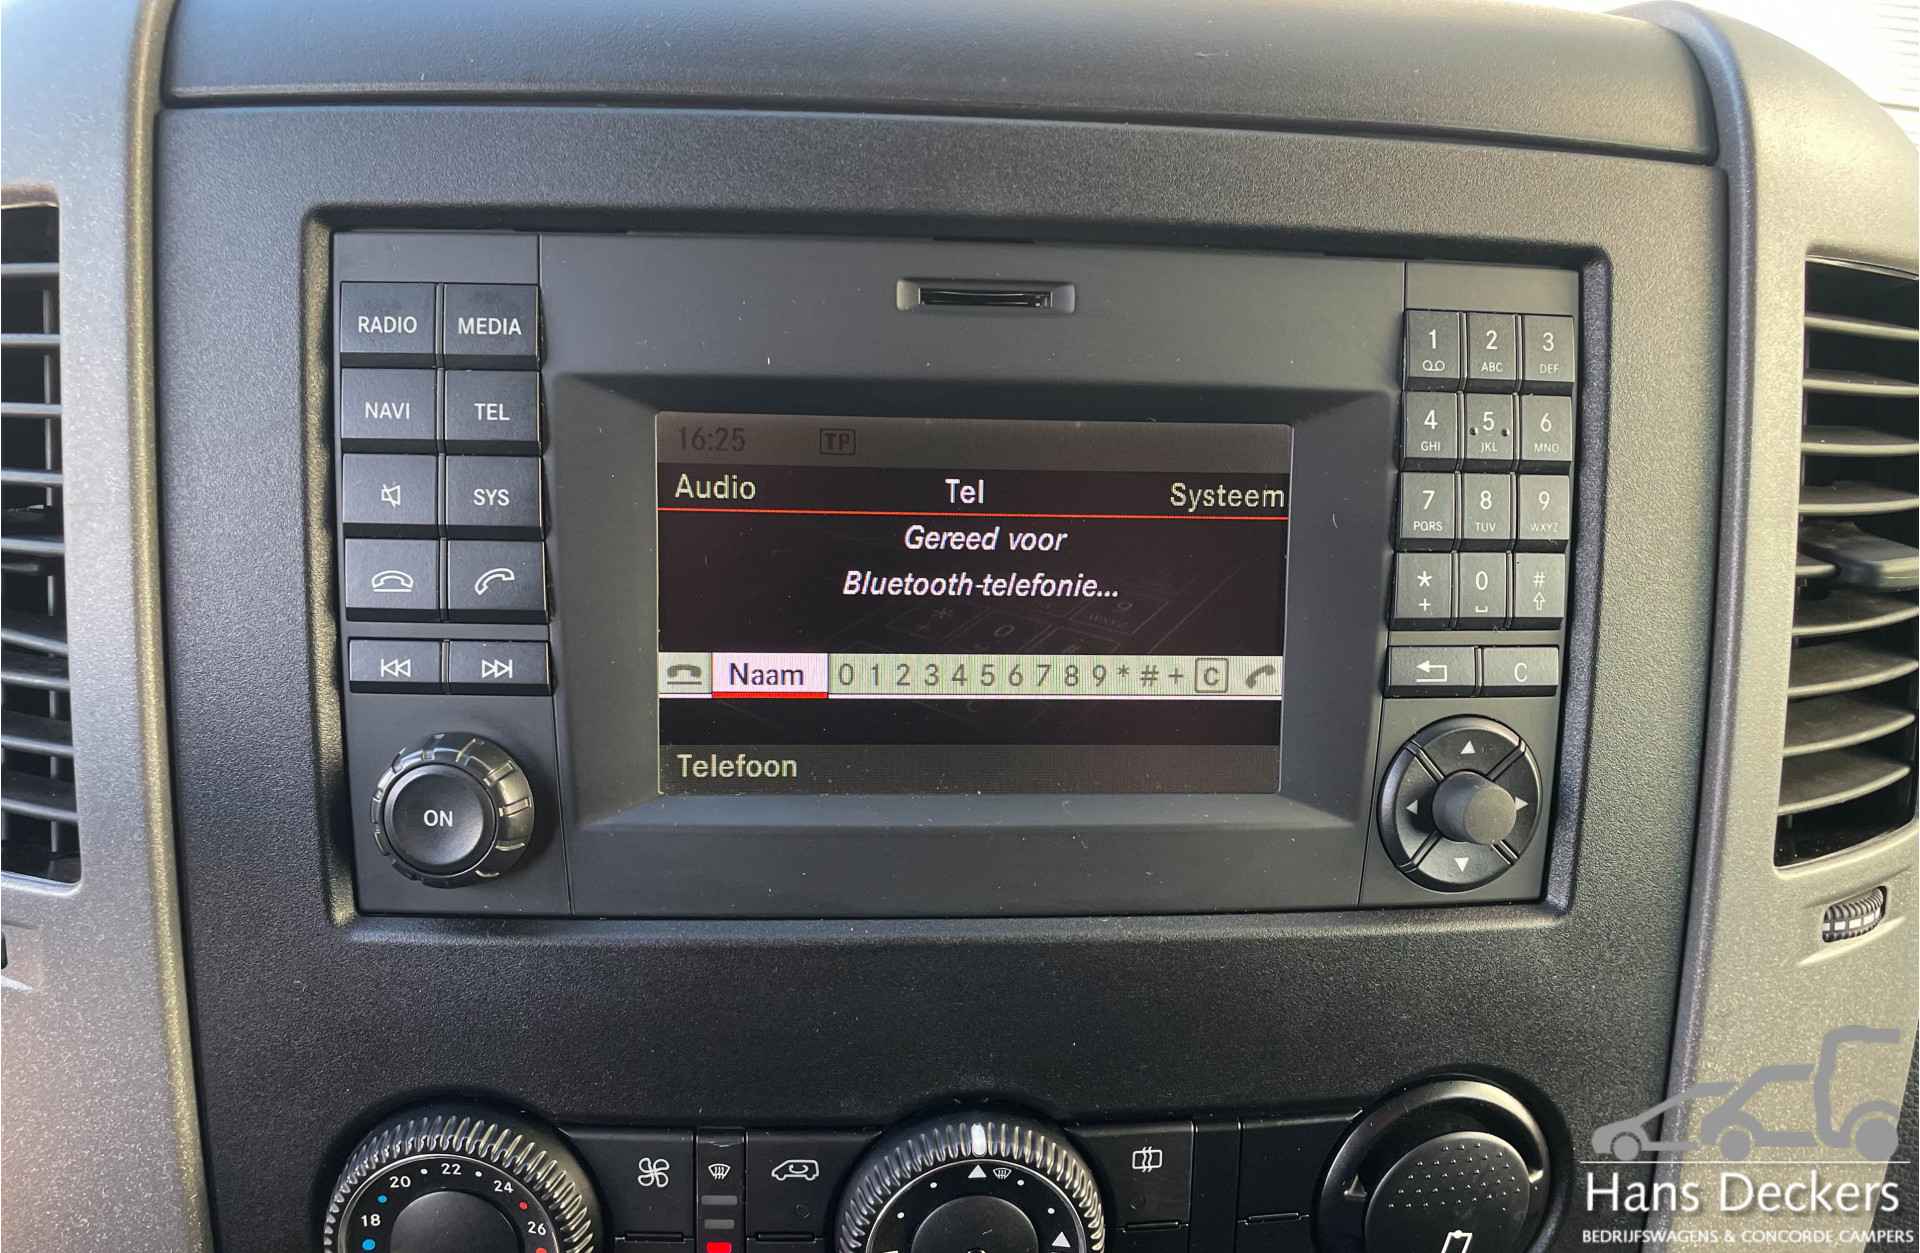 RADIO MEDIA
NAVI TEL
SYS
ON
16:25 TP
Audio Tel Systeem
Gereed voor
Bluetooth-telefonie...
Naam 0 1 2 3 4 5 6 7 8 9 * # + C
Telefoon
1 2 3
ABC DEF
4 5 6
GHI JKL MNO
7 8 9
PQRS TUV WXYZ
* 0 #
+
C
18 20 22 24 26
Hans Deckers
BEDRIJFSWAGENS & CONCORDE CAMPERS